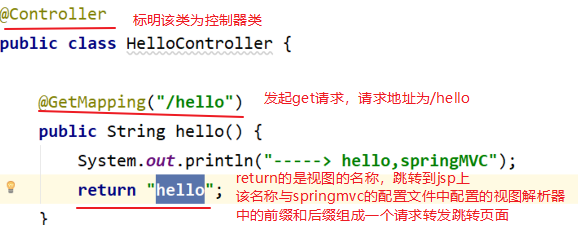 @Controller 标明该类为控制器类
public class HelloController {
@GetMapping("/hello") 发起get请求，请求地址为/hello
public String hello() {
System.out.println("-----> hello,springMVC");
return "hello"; return的是视图的名称，跳转到jsp上
该名称与springmvc的配置文件中配置的视图解析器
中的前缀和后缀组成一个请求转发跳转页面
}